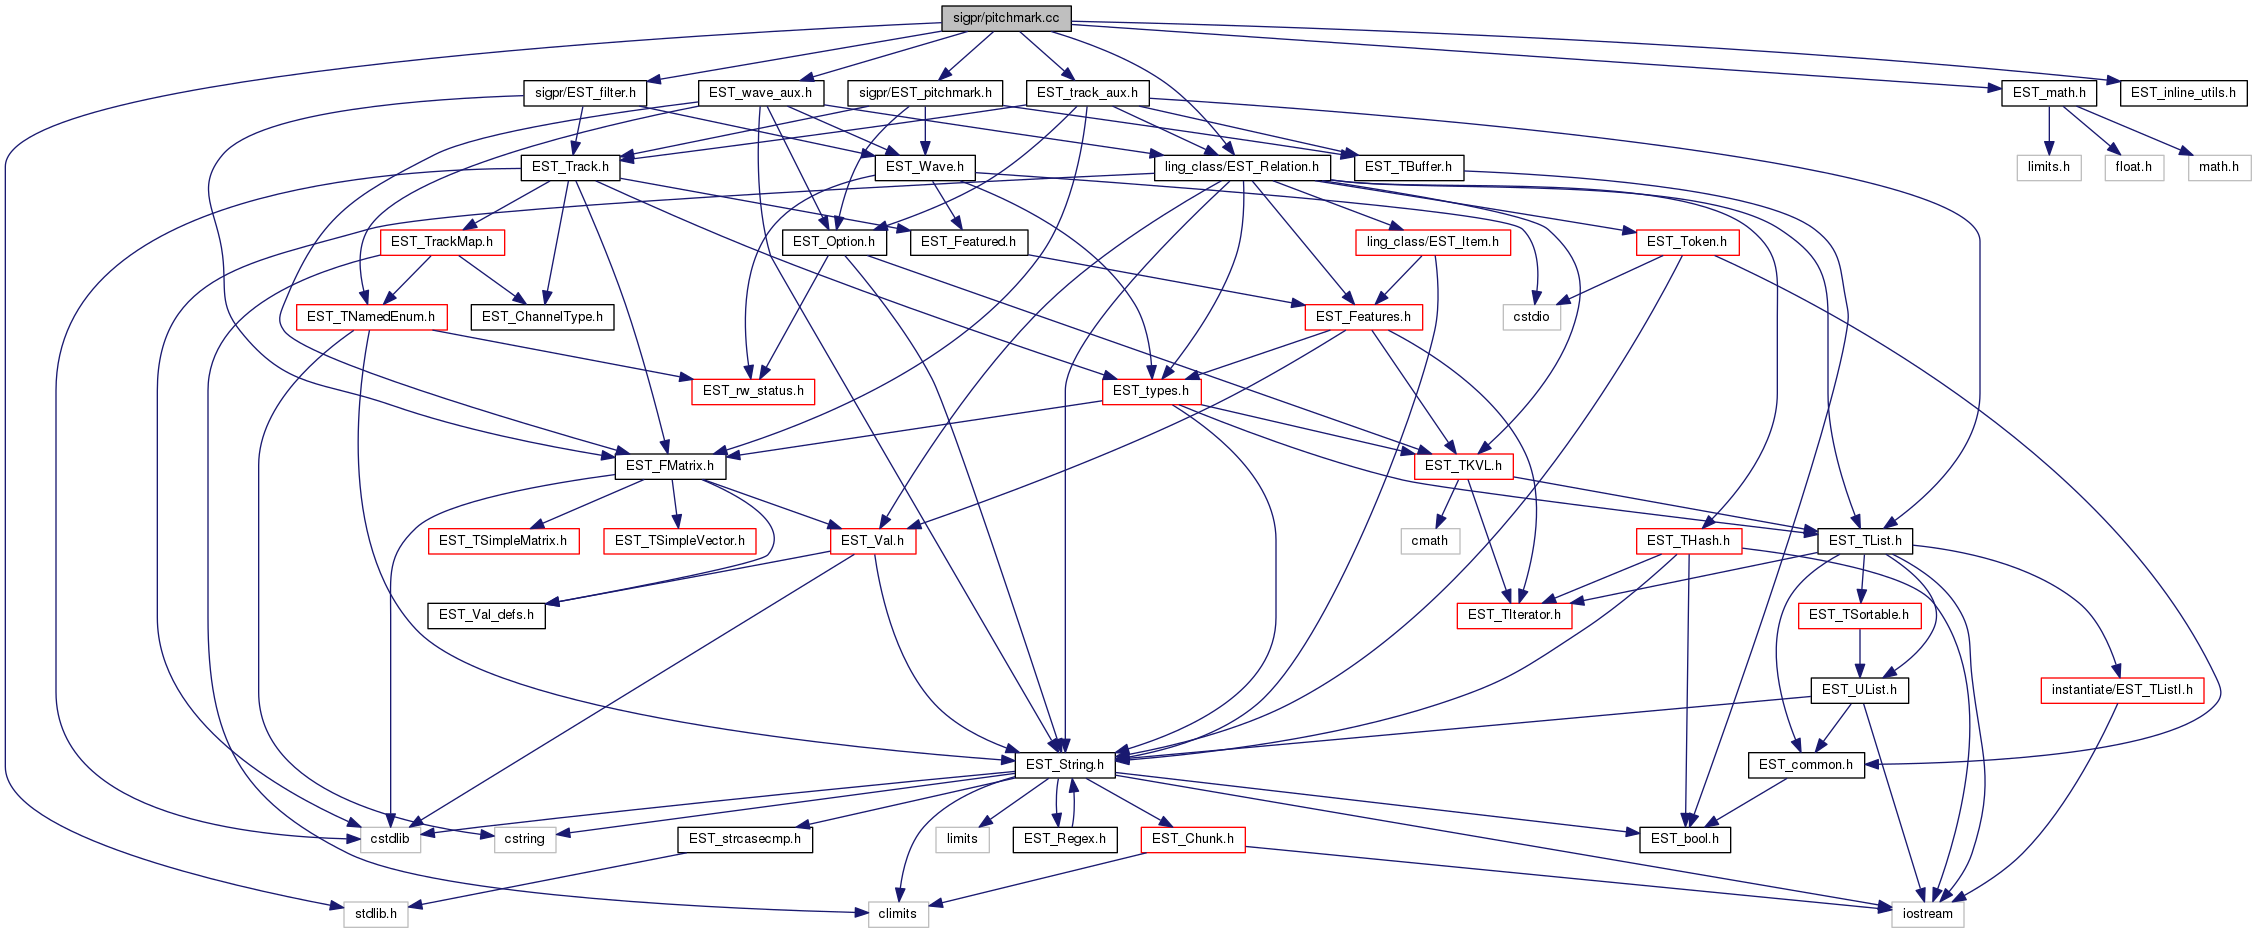 sigpr/pitchmark.cc
sigpr/EST_filter.h
EST_wave_aux.h
sigpr/EST_pitchmark.h
EST_track_aux.h
EST_math.h
EST_inline_utils.h
EST_Track.h
EST_Wave.h
ling_class/EST_Relation.h
EST_TBuffer.h
limits.h
float.h
math.h
EST_TrackMap.h
EST_Option.h
EST_Featured.h
ling_class/EST_Item.h
EST_Token.h
EST_TNamedEnum.h
EST_ChannelType.h
EST_Features.h
cstdio
EST_rw_status.h
EST_types.h
EST_FMatrix.h
EST_TKVL.h
EST_TSimpleMatrix.h
EST_TSimpleVector.h
EST_Val.h
cmath
EST_THash.h
EST_TList.h
EST_Val_defs.h
EST_TIterator.h
EST_TSortable.h
EST_UList.h
instantiate/EST_TListI.h
EST_String.h
EST_common.h
cstdlib
cstring
EST_strcasecmp.h
limits
EST_Regex.h
EST_Chunk.h
EST_bool.h
stdlib.h
climits
iostream